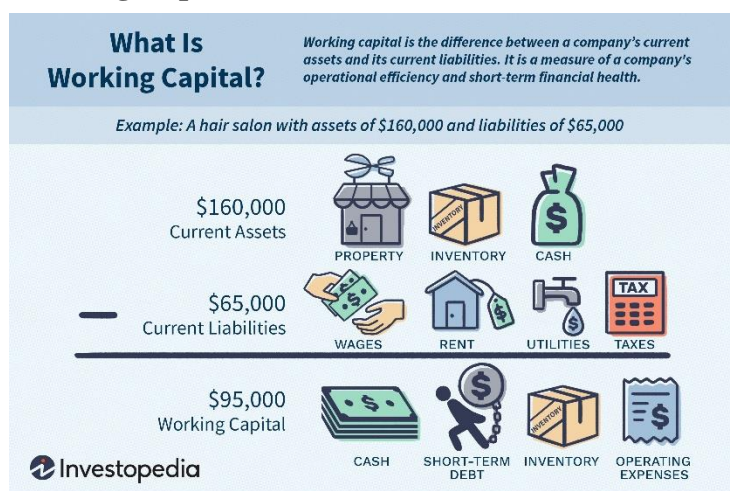 What Is
Working Capital?
Working capital is the difference between a company's current
assets and its current liabilities. It is a measure of a company's
operational efficiency and short-term financial health.
Example: A hair salon with assets of $160,000 and liabilities of $65,000
$160,000
Current Assets
INVENTORY
$
PROPERTY
INVENTORY
CASH
$65,000
Current Liabilities
$
$
$
$
TAX
WAGES
RENT
UTILITIES
TAXES
$95,000
Working Capital
$
$
INVENTORY
$
CASH
SHORT-TERM
DEBT
INVENTORY
OPERATING
EXPENSES
Investopedia